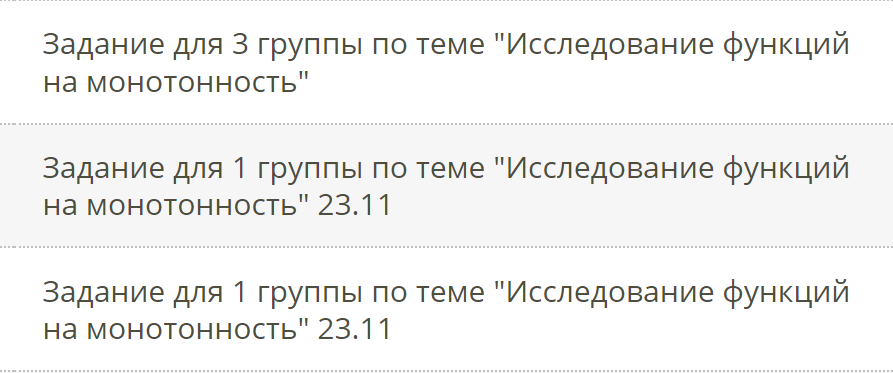 Задание для 3 группы по теме "Исследование функций
на монотонность"
Задание для 1 группы по теме "Исследование функций
на монотонность" 23.11
Задание для 1 группы по теме "Исследование функций
на монотонность" 23.11